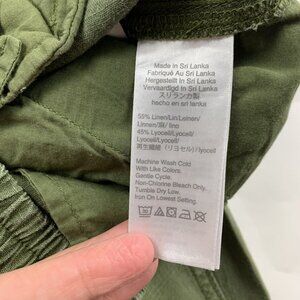 Made in Sri Lanka
Fabriqué Au Sri Lanka
Hergestellt In Sri Lanka
Vervaardigd In Sri Lanka
スリランカ製
hecho en sri lanka
55% Linen/Lin/Leinen/
Linnen/麻/ lino
45% Lyocell/Lyocell/
Lyocell/Lyocell/
再生繊維 (リヨセル) /lyocell
Machine Wash Cold
With Like Colors.
Gentle Cycle.
Non-Chlorine Bleach Only.
Tumble Dry Low.
Iron On Lowest Setting.